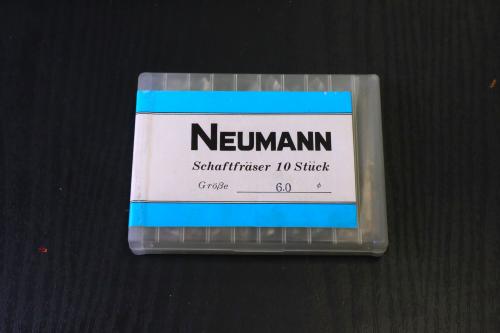 NEUMANN
Schaftfräser 10 Stück
Größe 6.0 ϕ